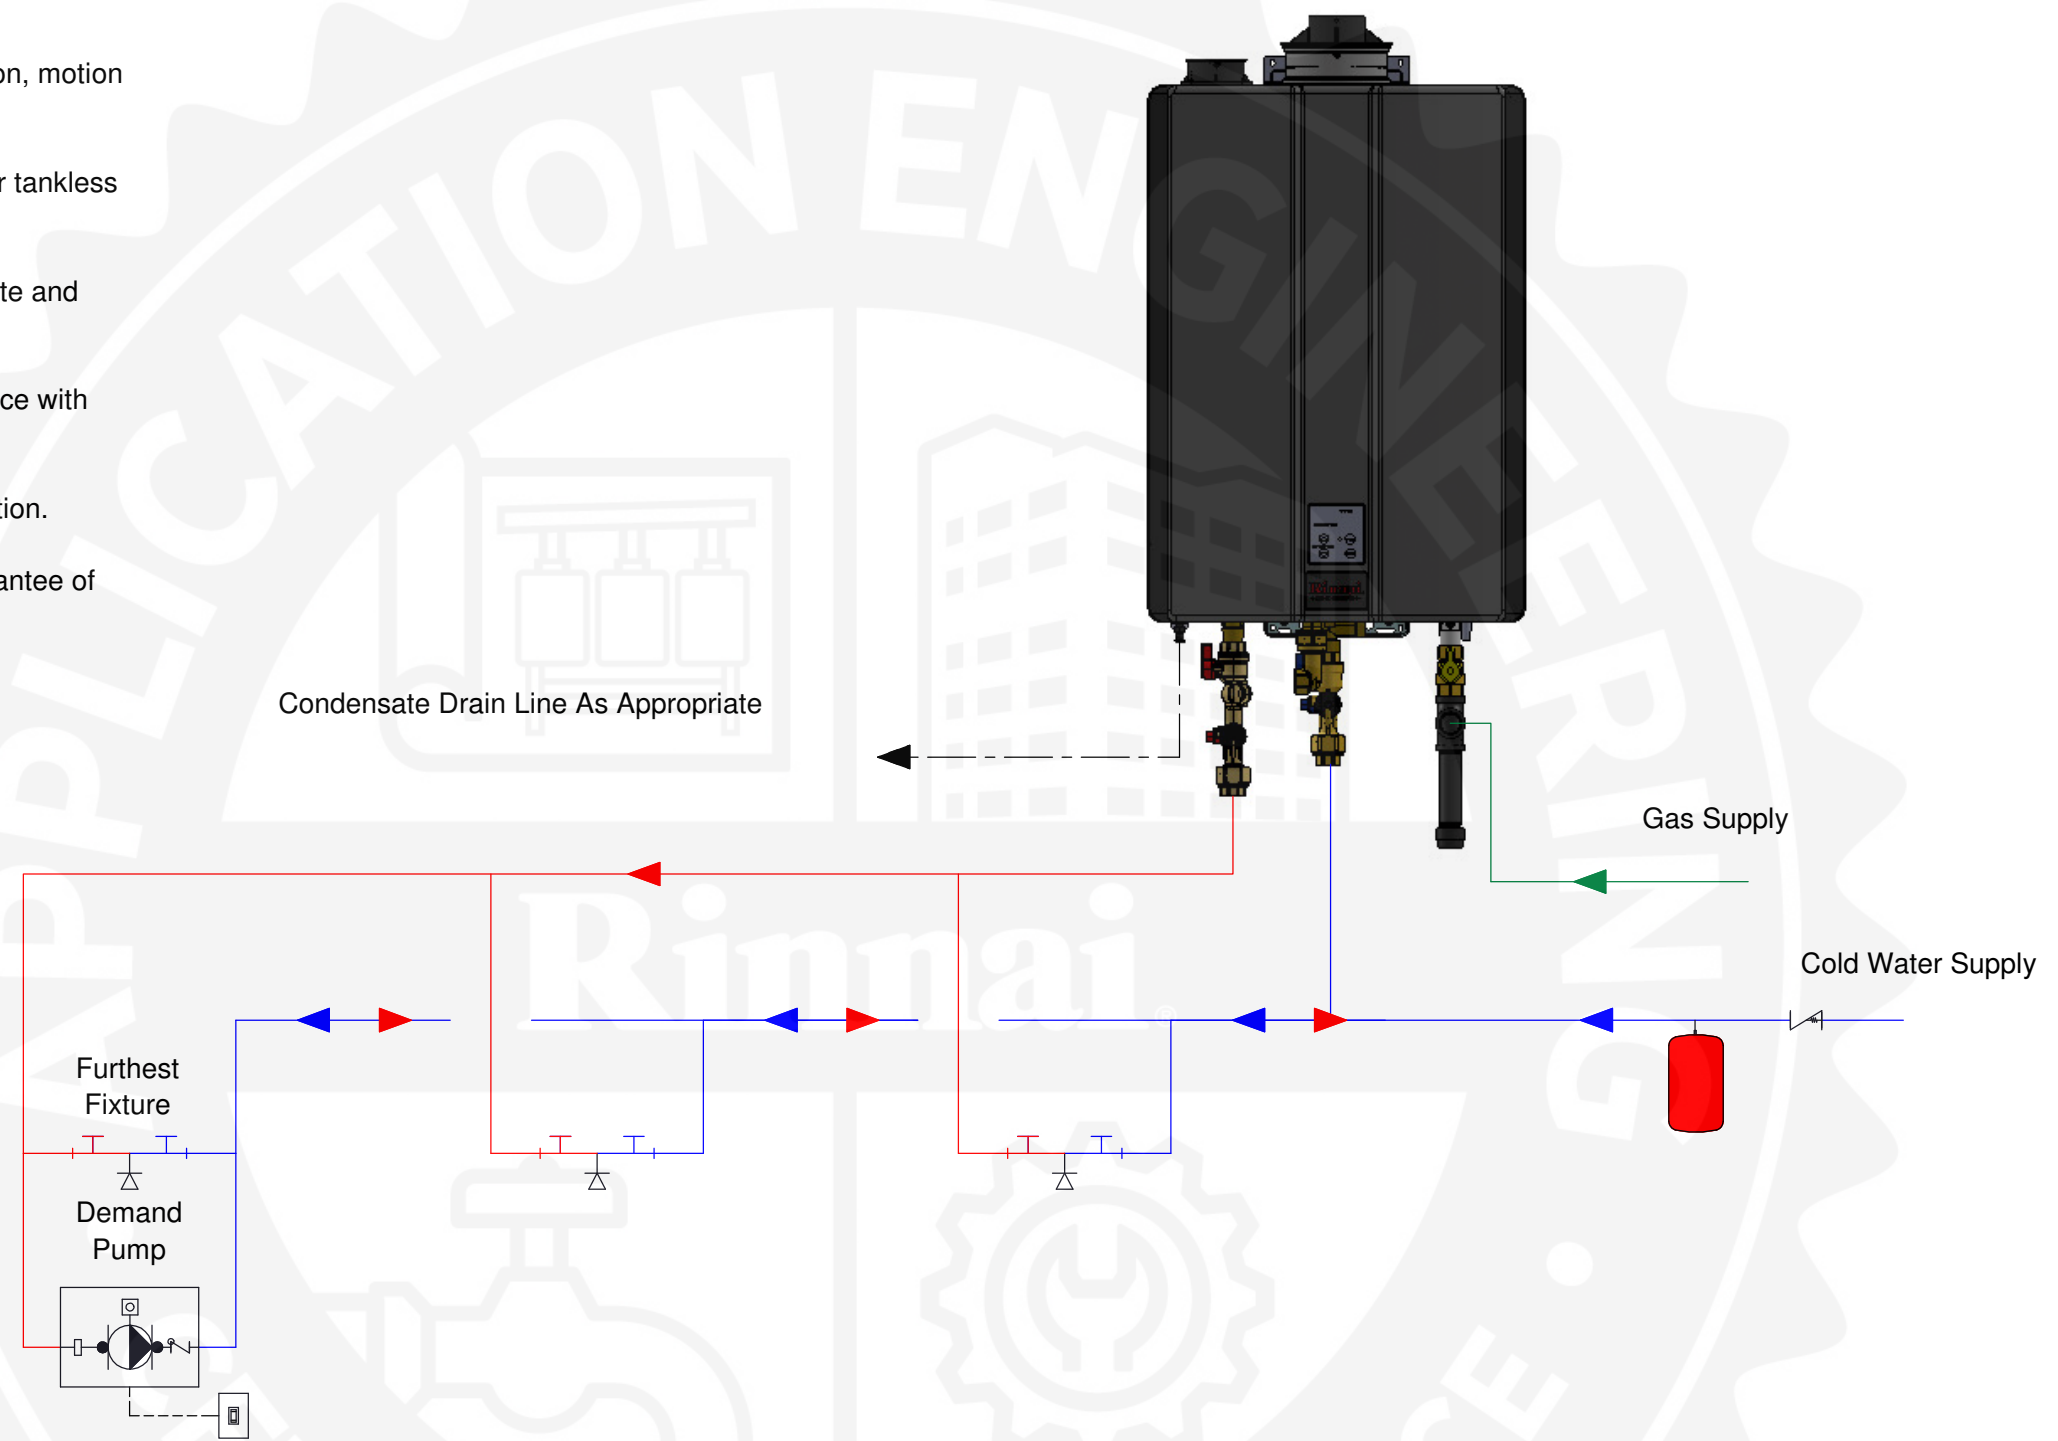 on, motion
r tankless
te and
ce with
tion.
antee of
Condensate Drain Line As Appropriate
Gas Supply
Cold Water Supply
Furthest
Fixture
Demand
Pump
APPLICATION ENGINEERING
Rinnai
Rinnai